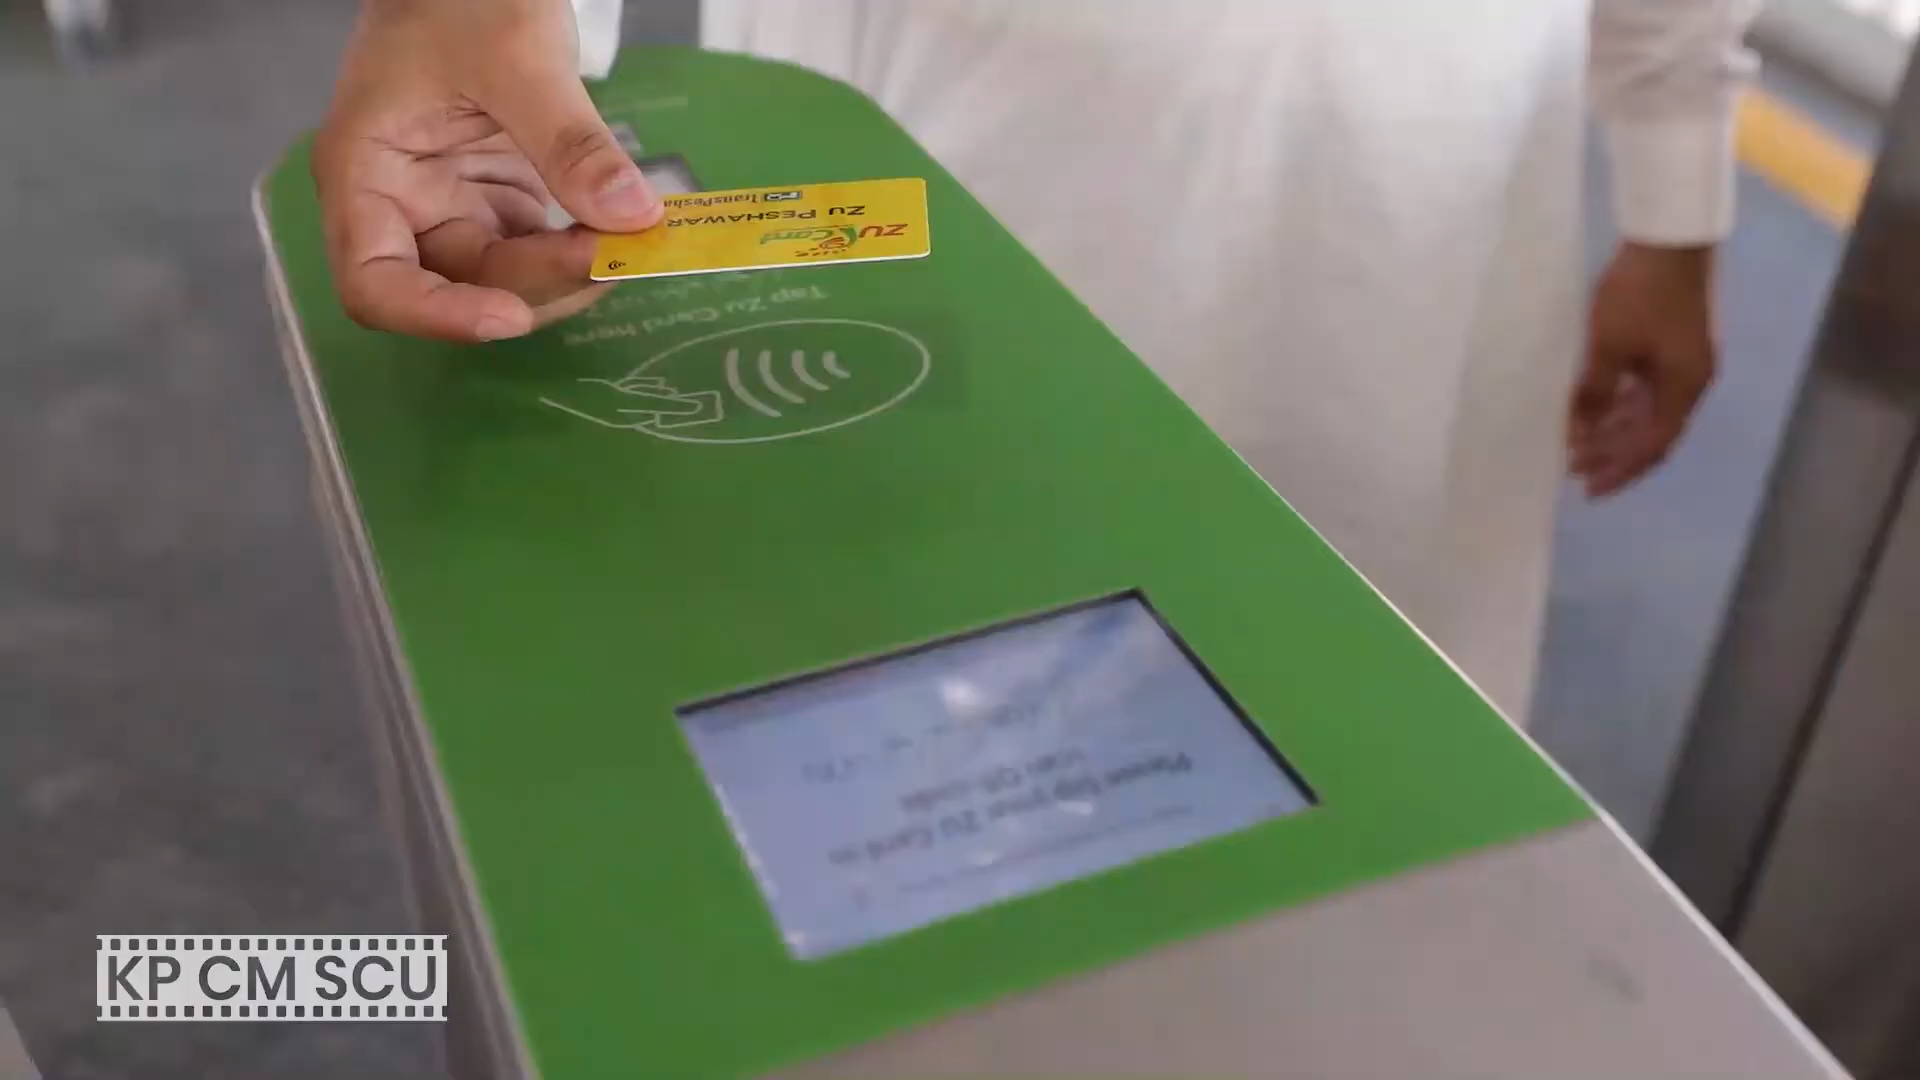 TransPesha
ZU PESHAWAR
ZU Card
Tap Zu Card here
Please tap your ZU Card or
scan QR code
KP CM SCU